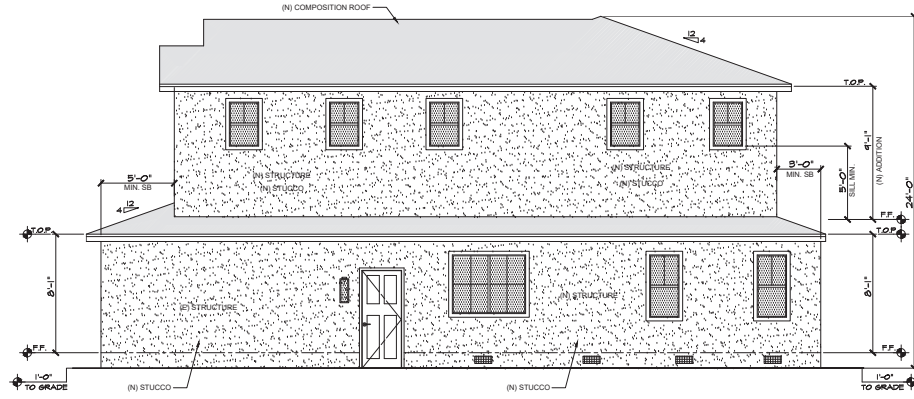 (N) COMPOSITION ROOF
12
4
T.O.P.
5'-0"
MIN. SB
12
4
(N) STRUCTURE
(N) STUCCO
(N) STRUCTURE
(N) STUCCO
3'-0"
MIN. SB
5'-0"
SILL MIN.
9'-1"
(N) ADDITION
24'-0"
F.F.
T.O.P.
T.O.P.
8'-1"
(E) STRUCTURE
(N) STRUCTURE
8'-1"
F.F.
F.F.
1'-0"
TO GRADE
(N) STUCCO
(N) STUCCO
1'-0"
TO GRADE